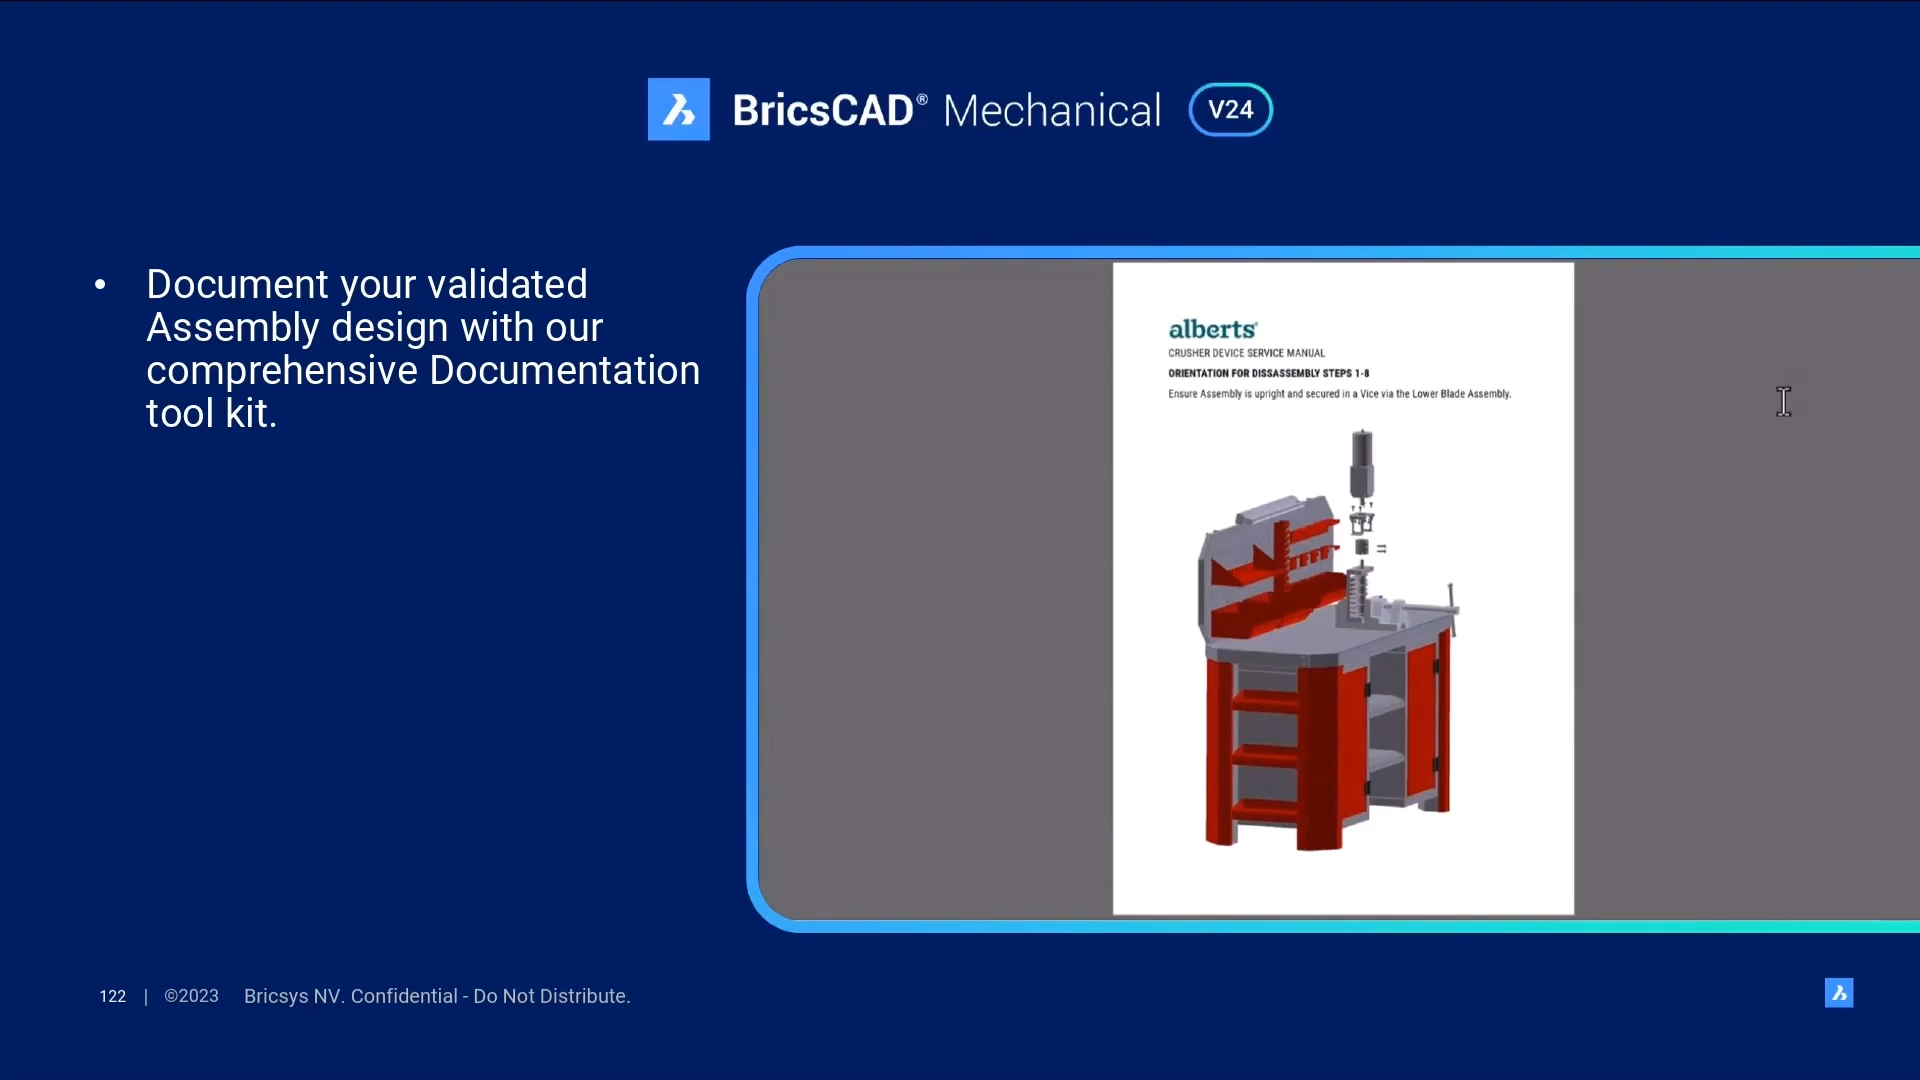 BricsCAD® Mechanical V24
• Document your validated
Assembly design with our
comprehensive Documentation
tool kit.
alberts®
CRUSHER DEVICE SERVICE MANUAL
ORIENTATION FOR DISSASSEMBLY STEPS 1-8
Ensure Assembly is upright and secured in a Vice via the Lower Blade Assembly.
122 | ©2023 Bricsys NV. Confidential - Do Not Distribute.